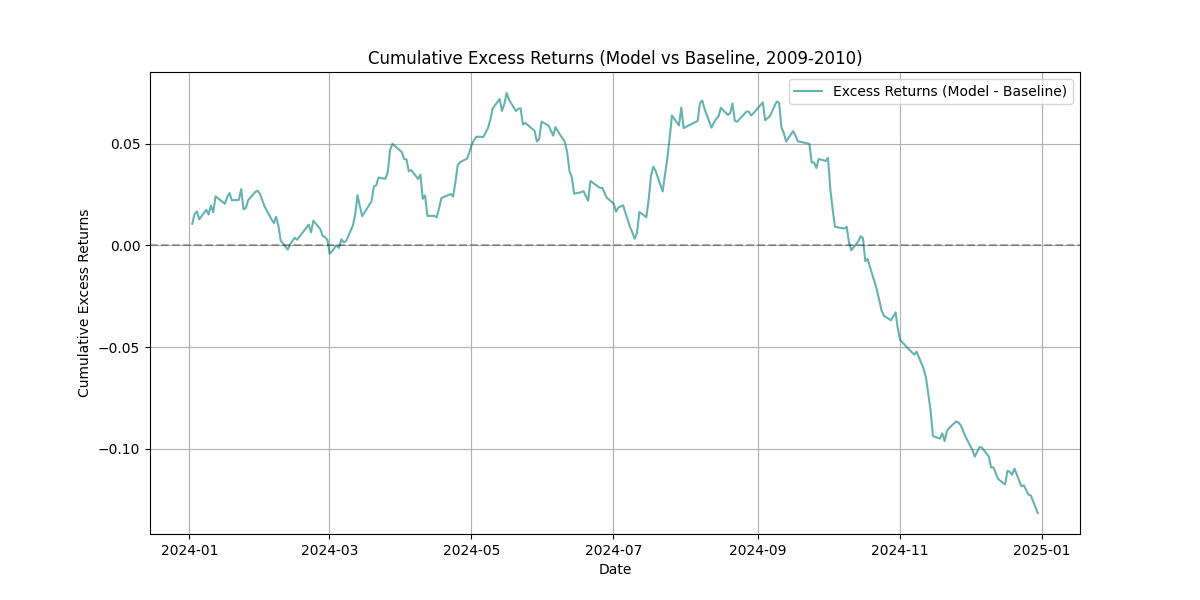 Cumulative Excess Returns (Model vs Baseline, 2009-2010)
Excess Returns (Model - Baseline)
Cumulative Excess Returns
0.05
0.00
−0.05
−0.10
2024-01 2024-03 2024-05 2024-07 2024-09 2024-11 2025-01
Date